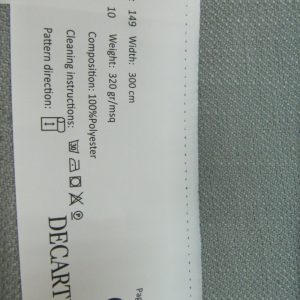 : 149 Width: 300 cm
10 Weight: 320 gr/msq
Composition: 100%Polyester
Cleaning instructions:
Pattern direction:
DECART